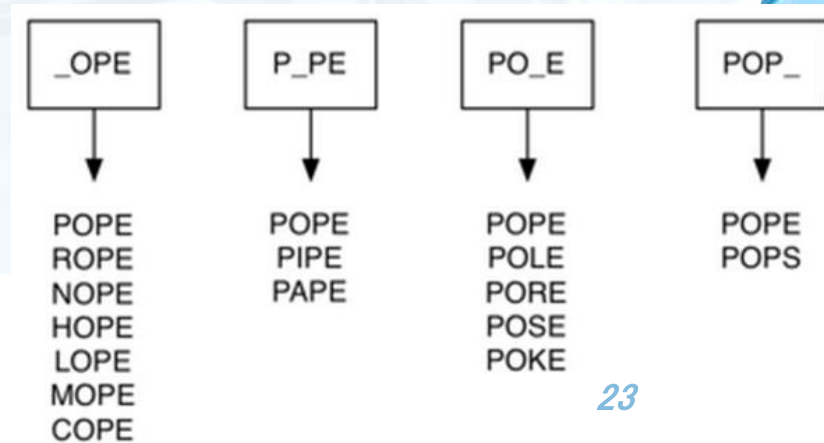 _OPE
P_PE
PO_E
POP_
POPE
ROPE
NOPE
HOPE
LOPE
MOPE
COPE
POPE
PIPE
PAPE
POPE
POLE
PORE
POSE
POKE
POPE
POPS
23